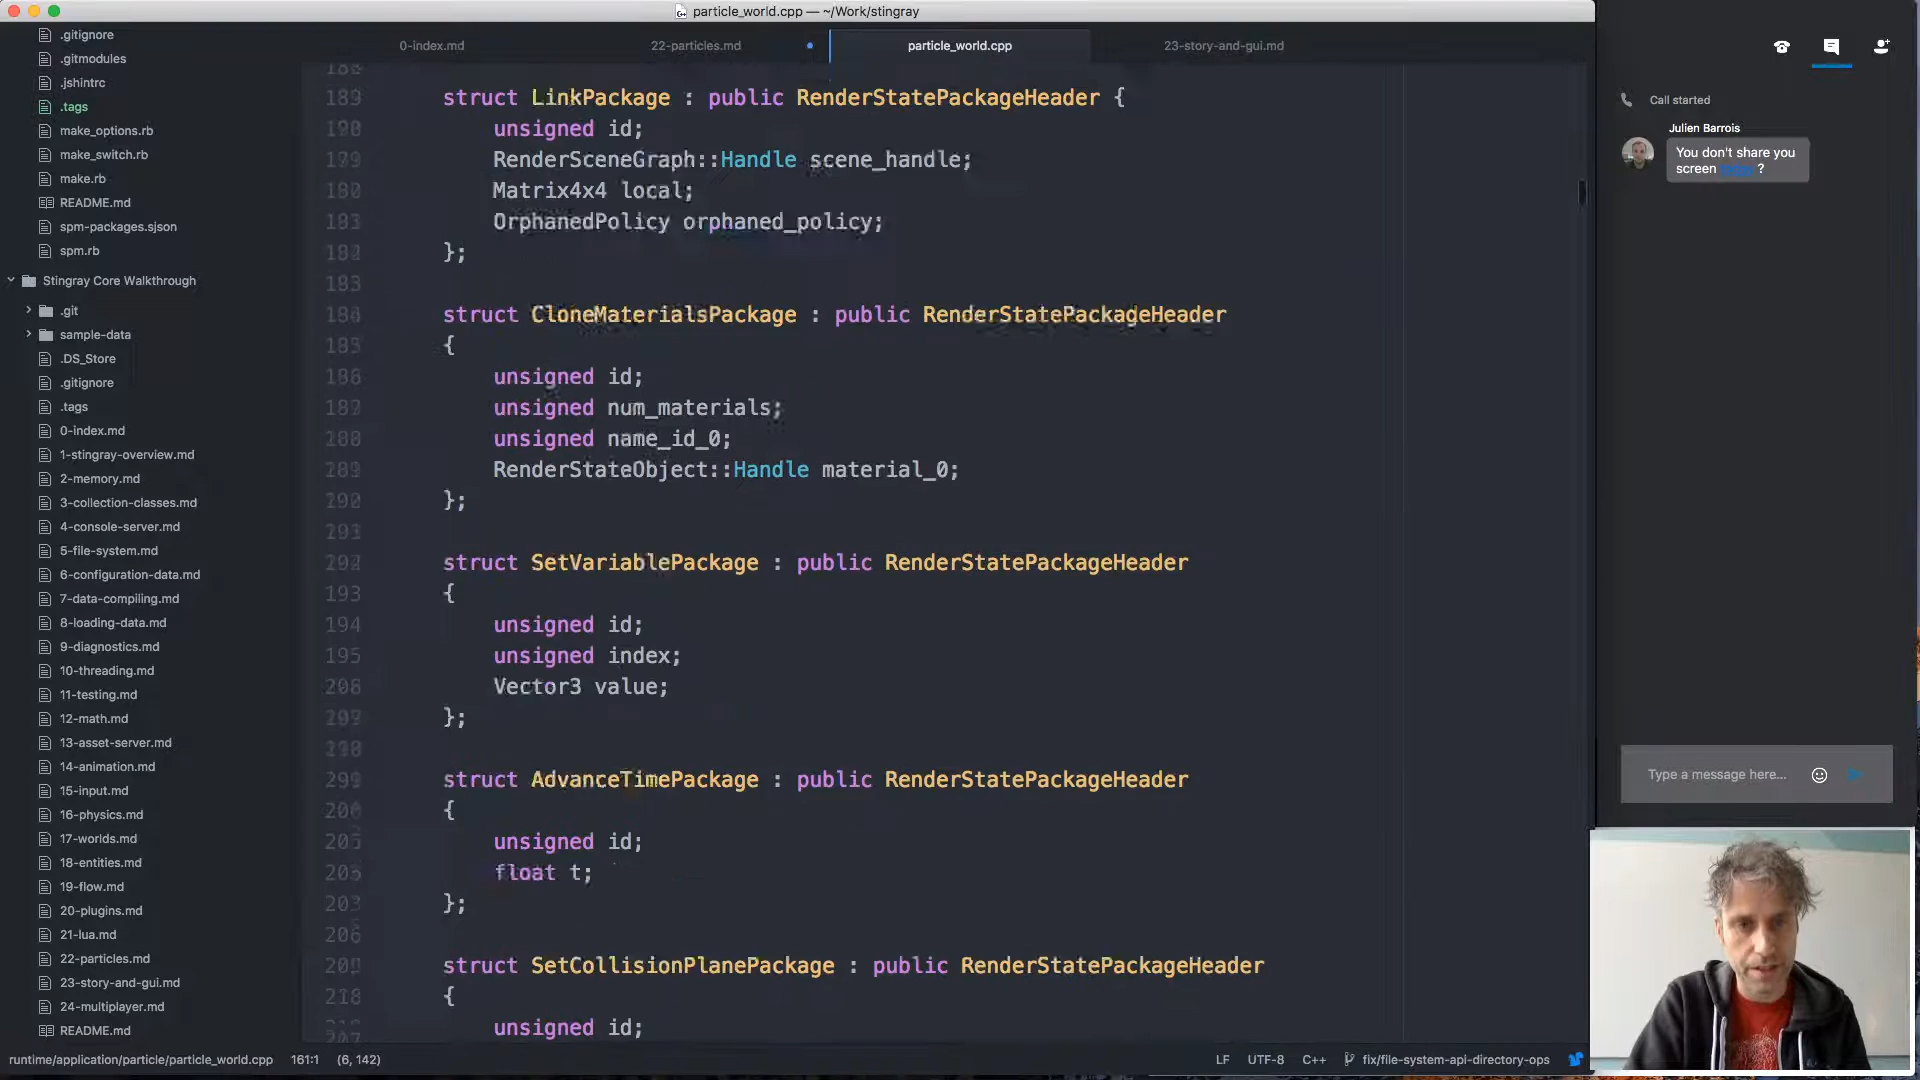 particle_world.cpp — ~/Work/stingray
0-index.md
22-particles.md
particle_world.cpp
23-story-and-gui.md
.gitignore
.gitmodules
.jshintrc
.tags
make_options.rb
make_switch.rb
make.rb
README.md
spm-packages.sjson
spm.rb
Stingray Core Walkthrough
.git
sample-data
.DS_Store
.gitignore
.tags
0-index.md
1-stingray-overview.md
2-memory.md
3-collection-classes.md
4-console-server.md
5-file-system.md
6-configuration-data.md
7-data-compiling.md
8-loading-data.md
9-diagnostics.md
10-threading.md
11-testing.md
12-math.md
13-asset-server.md
14-animation.md
15-input.md
16-physics.md
17-worlds.md
18-entities.md
19-flow.md
20-plugins.md
21-lua.md
22-particles.md
23-story-and-gui.md
24-multiplayer.md
README.md
struct LinkPackage : public RenderStatePackageHeader {
unsigned id;
RenderSceneGraph::Handle scene_handle;
Matrix4x4 local;
OrphanedPolicy orphaned_policy;
};
struct CloneMaterialsPackage : public RenderStatePackageHeader
{
unsigned id;
unsigned num_materials;
unsigned name_id_0;
RenderStateObject::Handle material_0;
};
struct SetVariablePackage : public RenderStatePackageHeader
{
194 unsigned id;
195 unsigned index;
Vector3 value;
};
struct AdvanceTimePackage : public RenderStatePackageHeader
{
unsigned id;
float t;
};
struct SetCollisionPlanePackage : public RenderStatePackageHeader
{
unsigned id;
Call started
Julien Barrois
You don't share you
screen ?
Type a message here...
runtime/application/particle/particle_world.cpp 161:1 (6, 142)
LF UTF-8 C++ fix/file-system-api-directory-ops